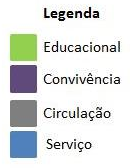 Legenda
Educacional
Convivência
Circulação
Serviço